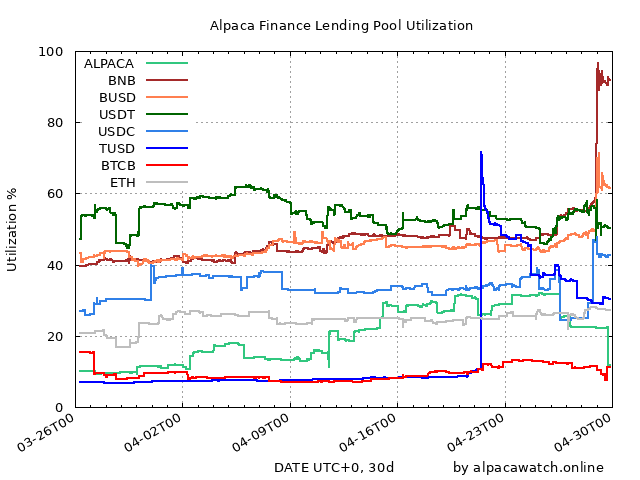 Alpaca Finance Lending Pool Utilization
100
80
60
40
20
0
Utilization %
ALPACA
BNB
BUSD
USDT
USDC
TUSD
BTCB
ETH
03-26T00
04-02T00
04-09T00
04-16T00
04-23T00
04-30T00
DATE UTC+0, 30d
by alpacawatch.online